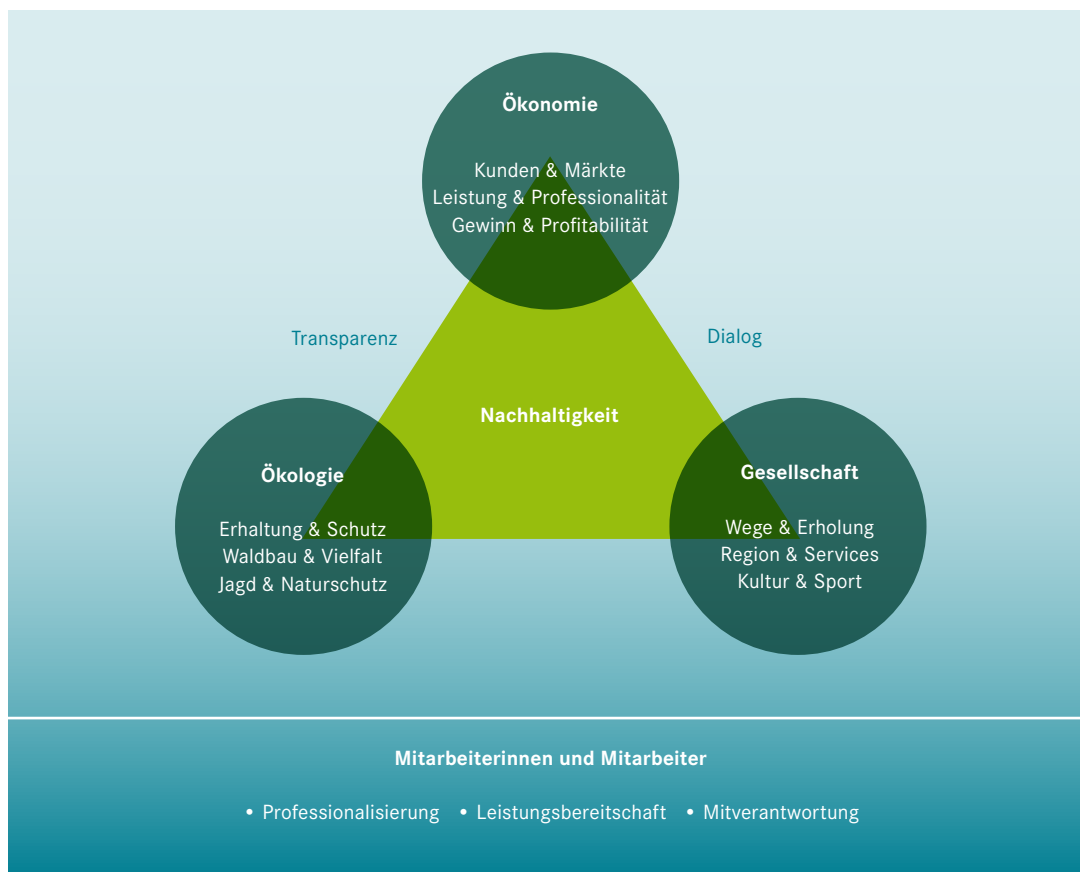 Ökonomie
Kunden & Märkte
Leistung & Professionalität
Gewinn & Profitabilität
Transparenz
Dialog
Nachhaltigkeit
Ökologie
Erhaltung & Schutz
Waldbau & Vielfalt
Jagd & Naturschutz
Gesellschaft
Wege & Erholung
Region & Services
Kultur & Sport
Mitarbeiterinnen und Mitarbeiter
• Professionalisierung • Leistungsbereitschaft • Mitverantwortung